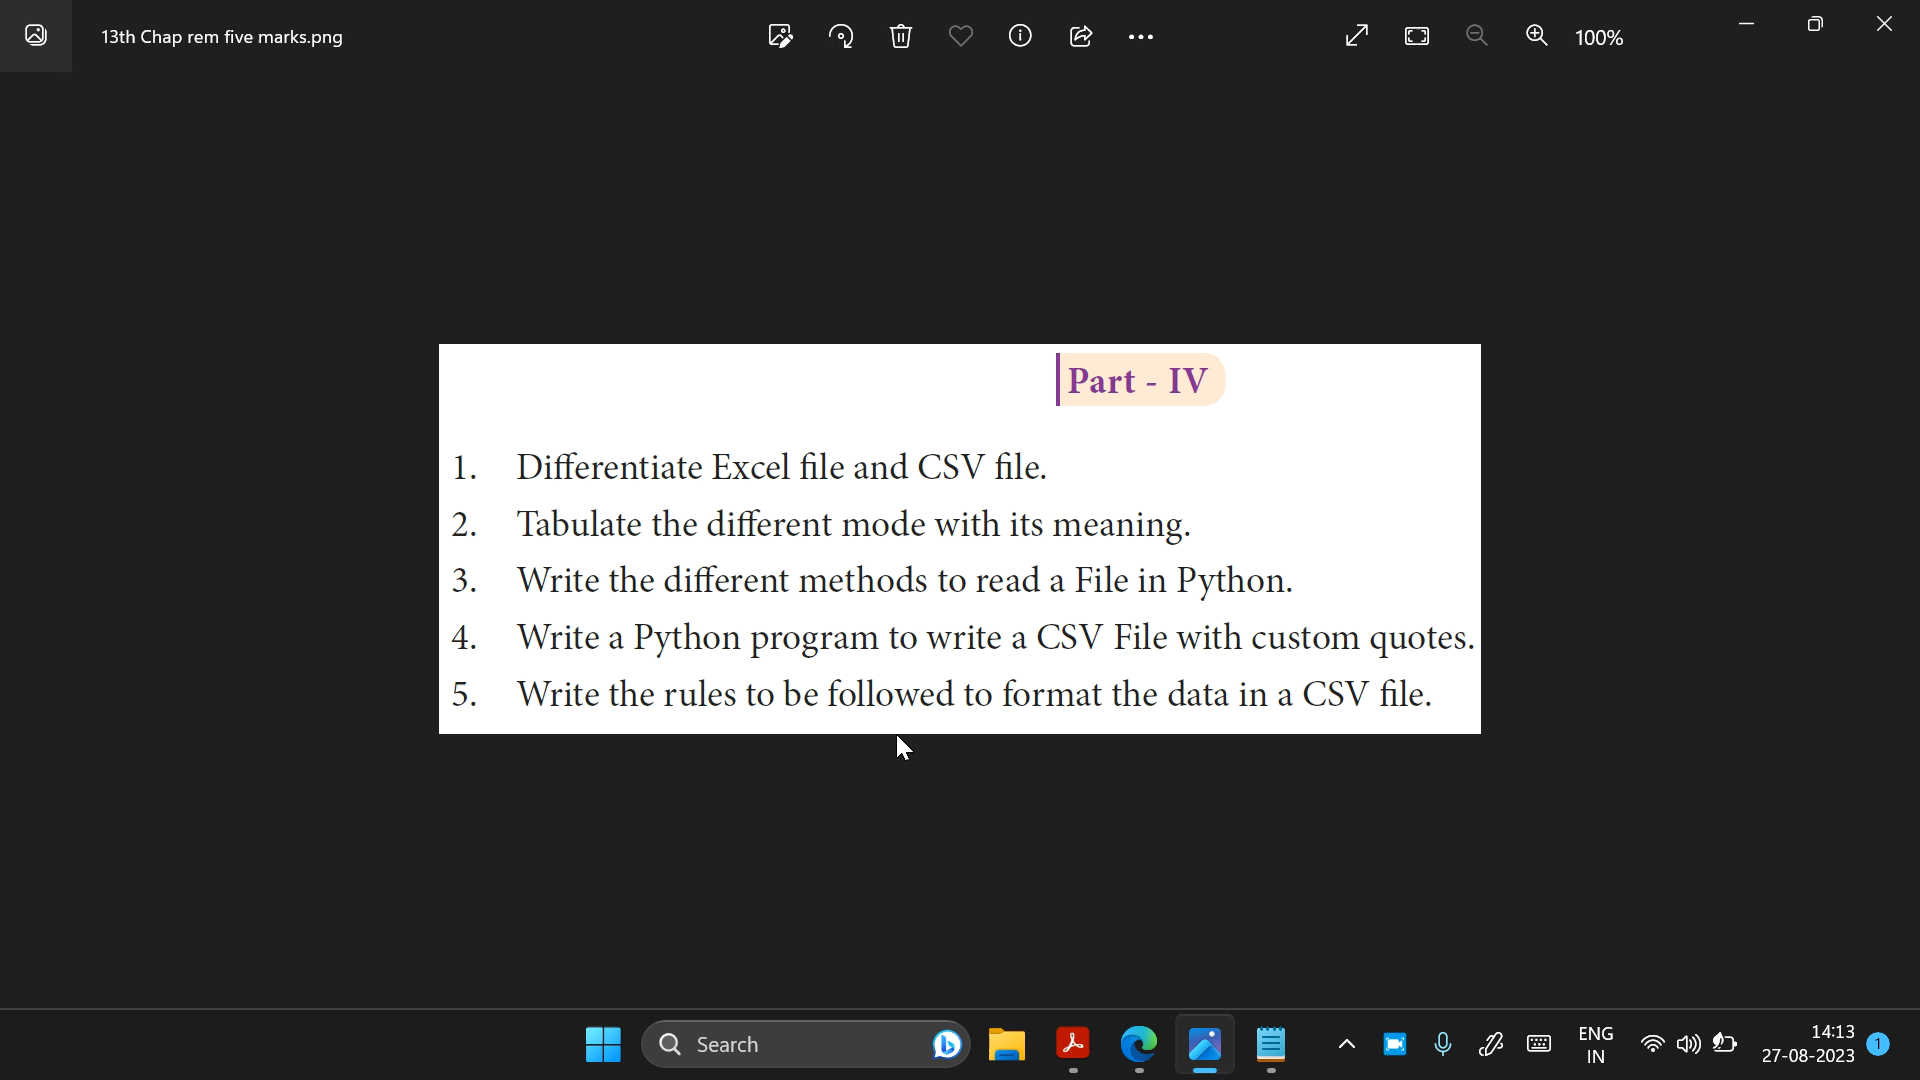 13th Chap rem five marks.png
100%
Part - IV
1. Differentiate Excel file and CSV file.
2. Tabulate the different mode with its meaning.
3. Write the different methods to read a File in Python.
4. Write a Python program to write a CSV File with custom quotes.
5. Write the rules to be followed to format the data in a CSV file.
Search
ENG
IN
14:13
27-08-2023
1